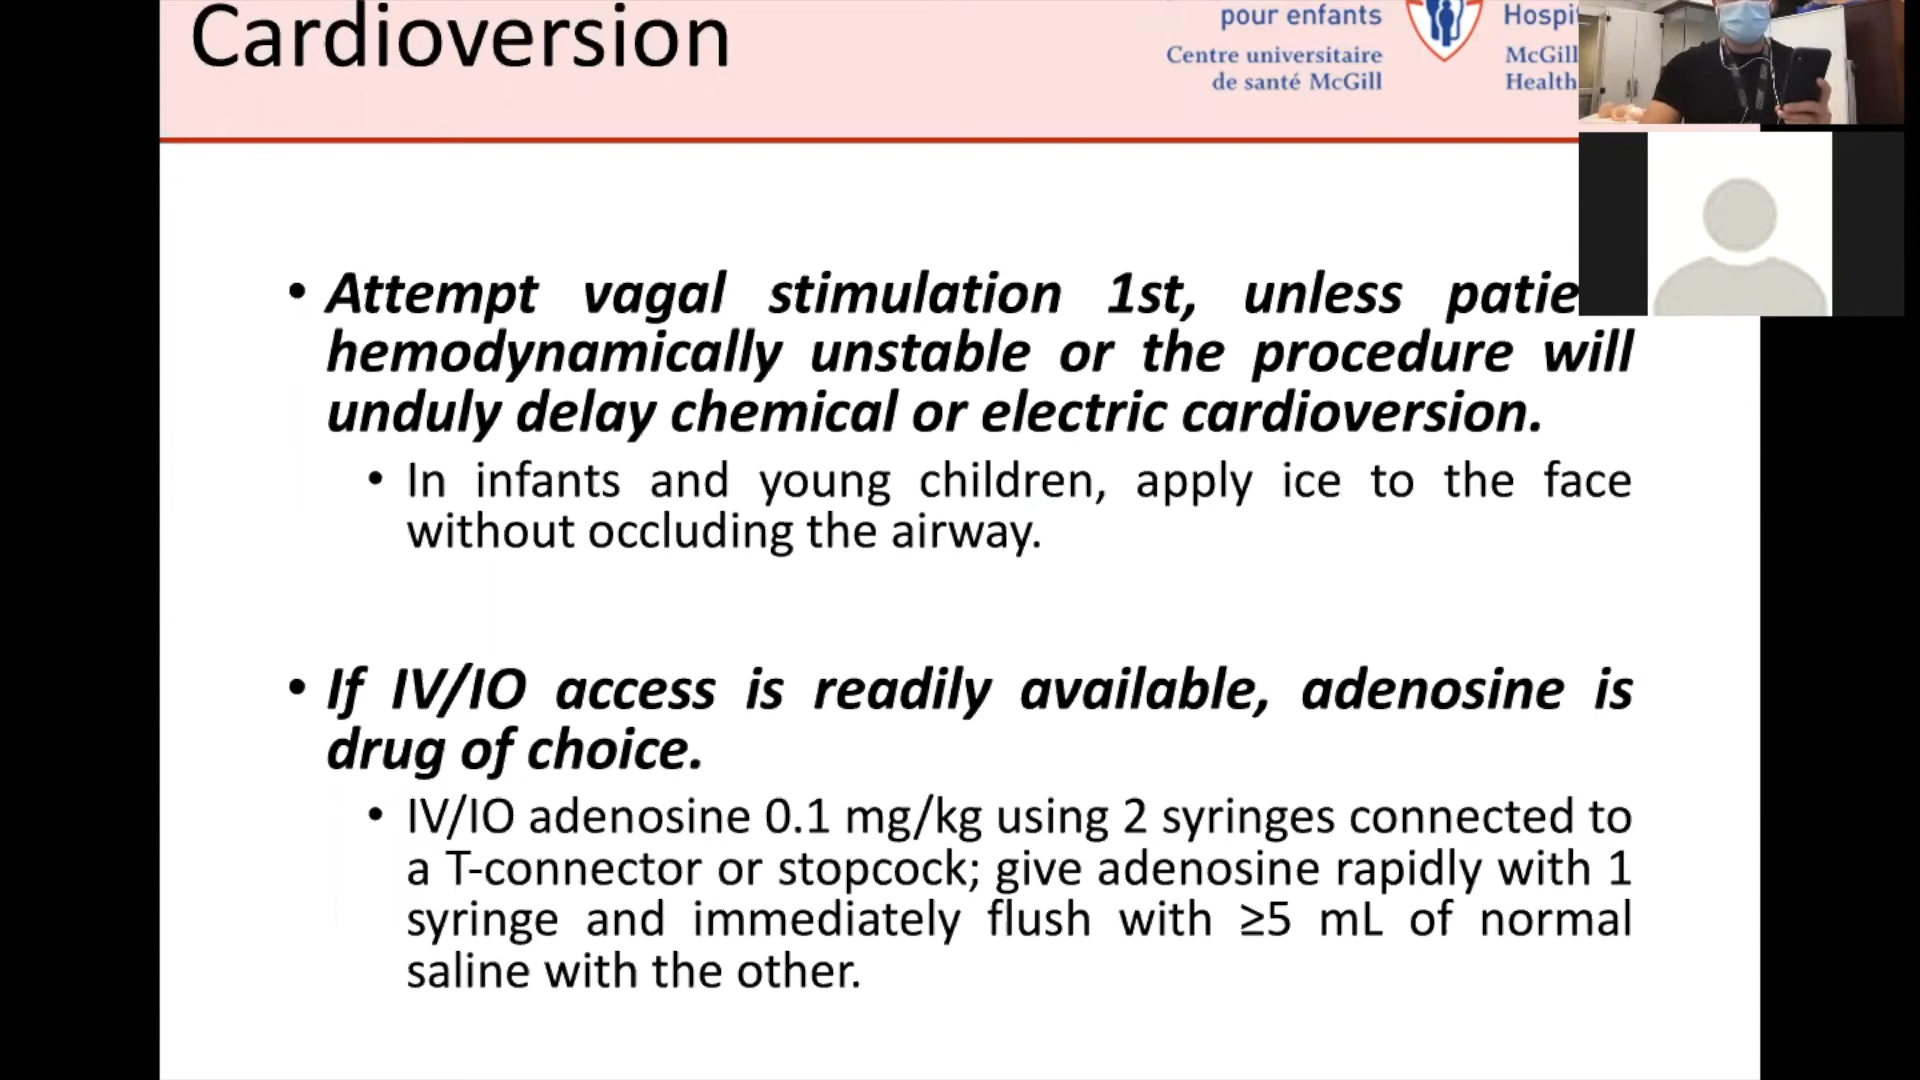 Cardioversion
pour enfants
Centre universitaire
de santé McGill
McGill
Health
• Attempt vagal stimulation 1st, unless
hemodynamically unstable or the procedure will
unduly delay chemical or electric cardioversion.
• In infants and young children, apply ice to the face
without occluding the airway.
• If IV/IO access is readily available, adenosine is
drug of choice.
• IV/IO adenosine 0.1 mg/kg using 2 syringes connected to
a T-connector or stopcock; give adenosine rapidly with 1
syringe and immediately flush with ≥5 mL of normal
saline with the other.